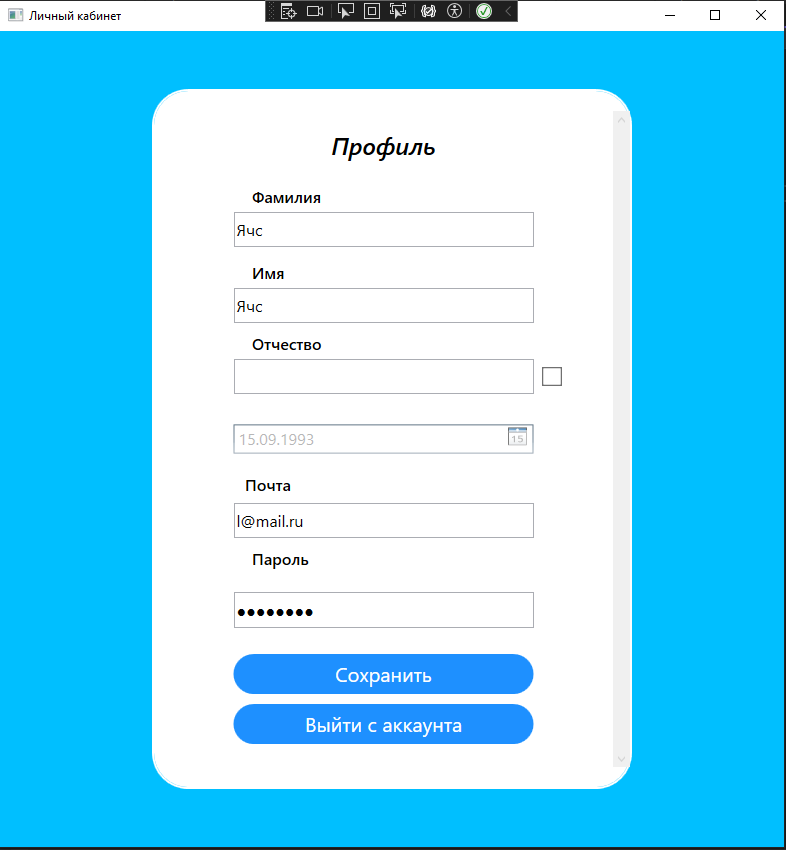 Личный кабинет
Профиль
Фамилия
Ячс
Имя
Ячс
Отчество
15.09.1993
15
Почта
l@mail.ru
Пароль
●●●●●●●●
Сохранить
Выйти с аккаунта